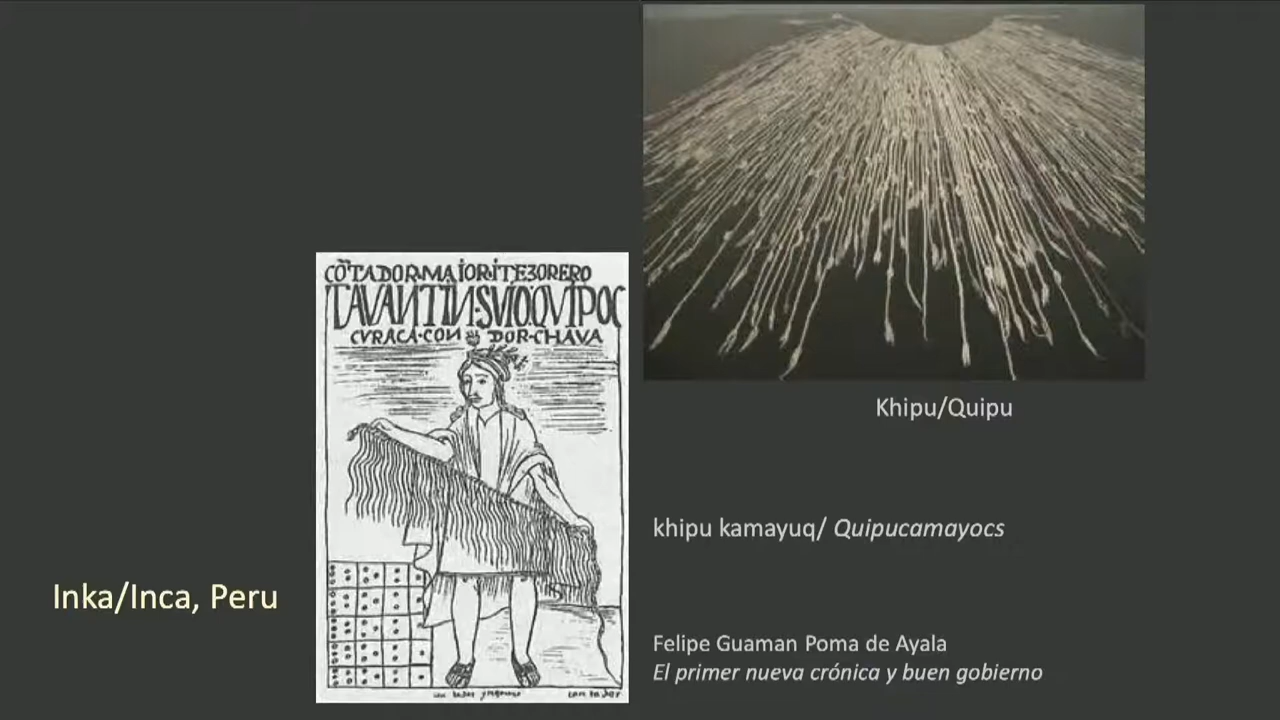 CÕTADORMAIORITEZORERO
TAVANTINSVIOQVIPOC
CVRACA·CON DOR·CHAVA
contador
Khipu/Quipu
khipu kamayuq/ Quipucamayocs
Inka/Inca, Peru
Felipe Guaman Poma de Ayala
El primer nueva crónica y buen gobierno